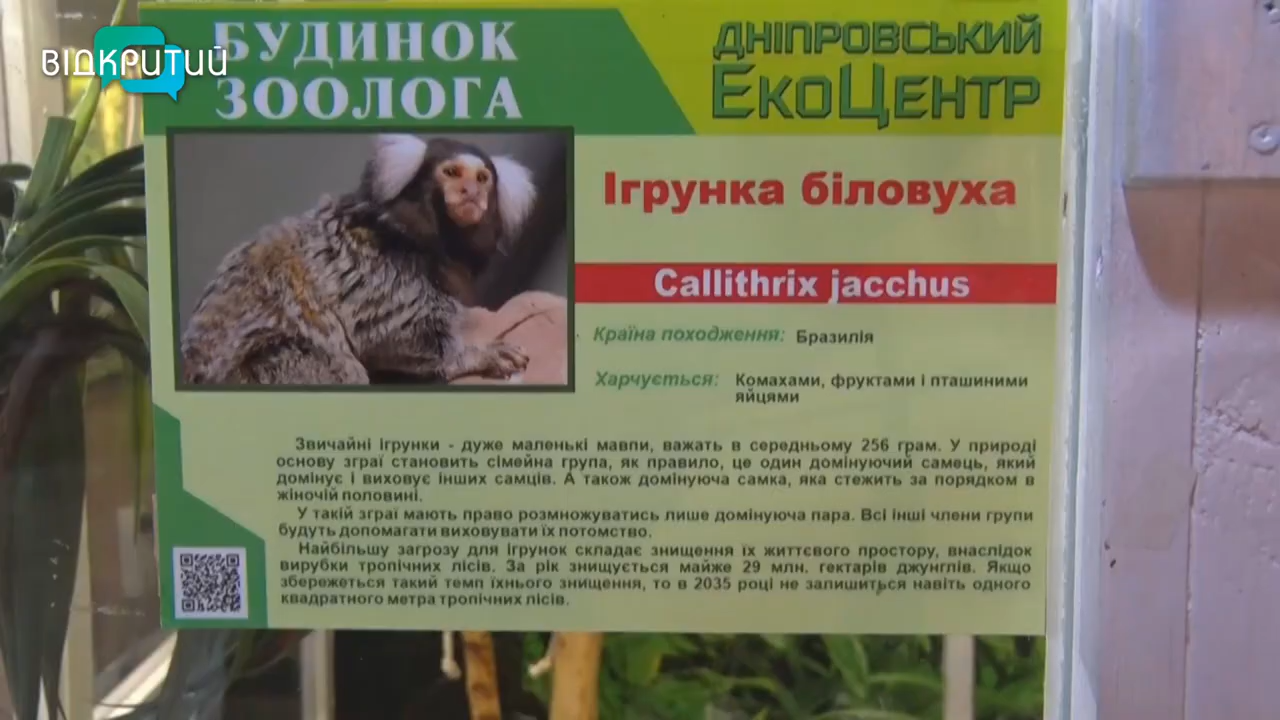 ВІДКРИТИЙ
БУДИНОК
ЗООЛОГА
ДНІПРОВСЬКИЙ
ЕКОЦЕНТР
Ігрунка біловуха
Callithrix jacchus
Країна походження: Бразилія
Харчується: Комахами, фруктами і пташиними
яйцями
Звичайні Ігрунки - дуже маленькі мавпи, важать в середньому 256 грам. У природі
основу зграї становить сімейна група, як правило, це один домінуючий самець, який
домінує і виховує інших самців. А також домінуюча самка, яка стежить за порядком в
жіночій половині.
У такій зграї мають право розмножуватись лише домінуюча пара. Всі інші члени групи
будуть допомагати виховувати їх потомство.
Найбільшу загрозу для Ігрунок складає знищення їх життєвого простору, внаслідок
вирубки тропічних лісів. За рік знищується майже 29 млн. гектарів джунглів. Якщо
збережеться такий темп їхнього знищення, то в 2035 році не залишиться навіть одного
квадратного метра тропічних лісів.